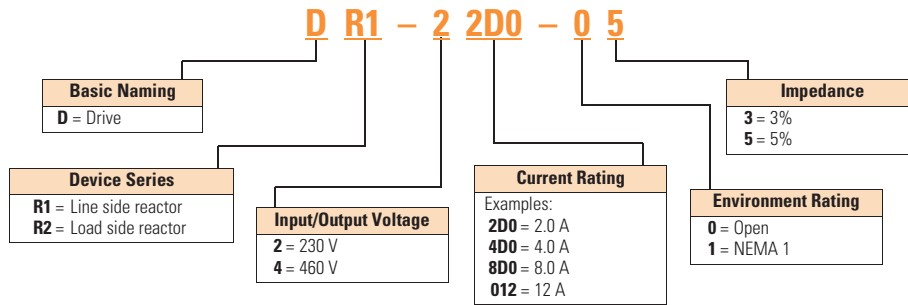 D R1 – 2 2D0 – 0 5
Basic Naming
D = Drive
Device Series
R1 = Line side reactor
R2 = Load side reactor
Input/Output Voltage
2 = 230 V
4 = 460 V
Current Rating
Examples:
2D0 = 2.0 A
4D0 = 4.0 A
8D0 = 8.0 A
012 = 12 A
Impedance
3 = 3%
5 = 5%
Environment Rating
0 = Open
1 = NEMA 1